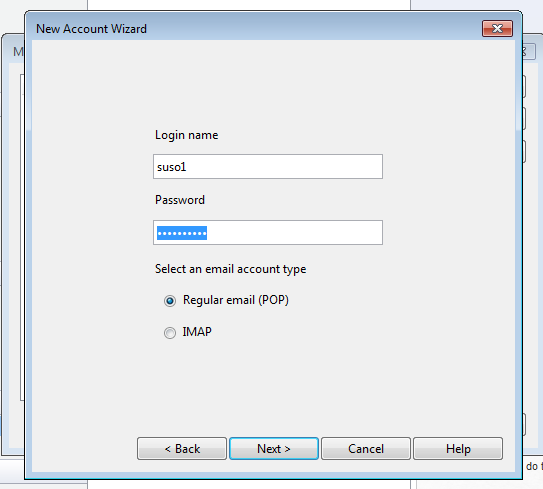 New Account Wizard
M
Login name
suso1
Password
••••••••••
Select an email account type
Regular email (POP)
IMAP
< Back
Next >
Cancel
Help
do